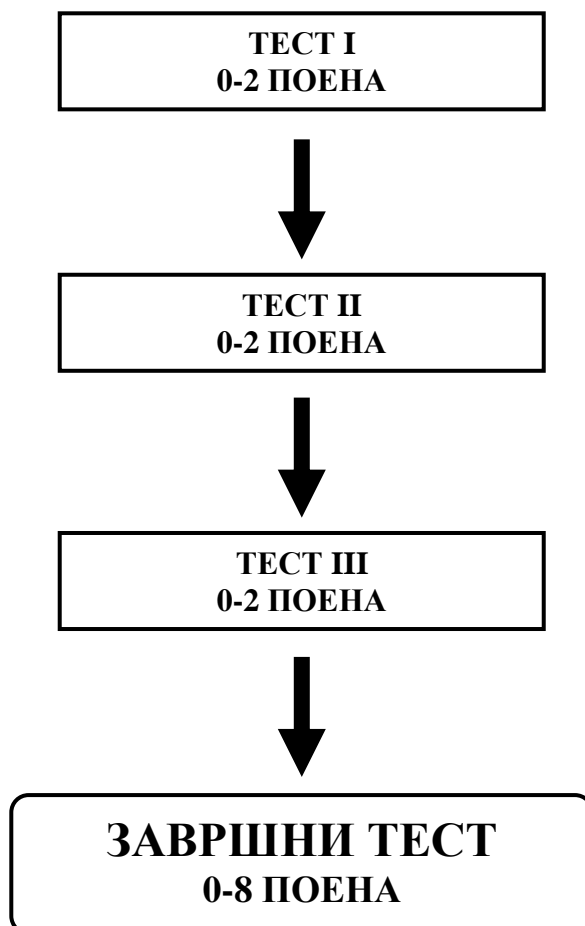 ТЕСТ I
0-2 ПОЕНА
ТЕСТ II
0-2 ПОЕНА
ТЕСТ III
0-2 ПОЕНА
ЗАВРШНИ ТЕСТ
0-8 ПОЕНА